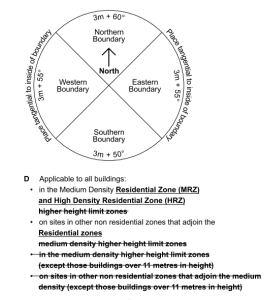 3m + 60°
Northern
Boundary
North
Western
Boundary
Eastern
Boundary
3m + 55°
3m + 55°
Place tangential to inside of boundary
Place tangential to inside of boundary
Southern
Boundary
3m + 50°
D Applicable to all buildings:
• in the Medium Density Residential Zone (MRZ)
and High Density Residential Zone (HRZ)
higher height limit zones
• on sites in other non residential zones that adjoin the
Residential zones
medium density higher height limit zones
• in the medium density higher height limit zones
(except those buildings over 11 metres in height)
• on sites in other non residential zones that adjoin the medium
density (except those buildings over 11 metres in height)